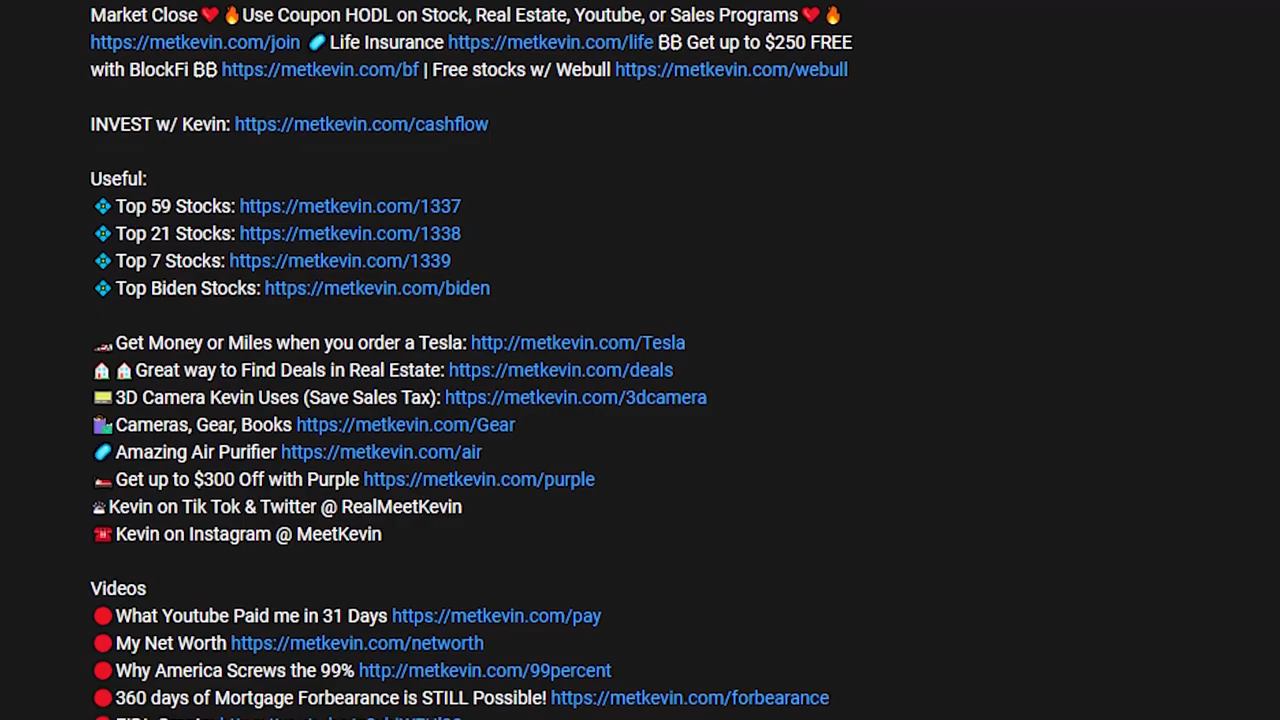 Market Close❤️🔥Use Coupon HODL on Stock, Real Estate, Youtube, or Sales Programs❤️🔥
https://metkevin.com/join 🧼Life Insurance https://metkevin.com/life ₿₿ Get up to $250 FREE
with BlockFi ₿₿ https://metkevin.com/bf | Free stocks w/ Webull https://metkevin.com/webull
INVEST w/ Kevin: https://metkevin.com/cashflow
Useful:
💠Top 59 Stocks: https://metkevin.com/1337
💠Top 21 Stocks: https://metkevin.com/1338
💠Top 7 Stocks: https://metkevin.com/1339
💠Top Biden Stocks: https://metkevin.com/biden
🏎Get Money or Miles when you order a Tesla: http://metkevin.com/Tesla
🏠🏠Great way to Find Deals in Real Estate: https://metkevin.com/deals
📟3D Camera Kevin Uses (Save Sales Tax): https://metkevin.com/3dcamera
🛍Cameras, Gear, Books https://metkevin.com/Gear
🧼Amazing Air Purifier https://metkevin.com/air
🛏Get up to $300 Off with Purple https://metkevin.com/purple
Kevin on Tik Tok & Twitter @ RealMeetKevin
☎️Kevin on Instagram @ MeetKevin
Videos
🔴What Youtube Paid me in 31 Days https://metkevin.com/pay
🔴My Net Worth https://metkevin.com/networth
🔴Why America Screws the 99% http://metkevin.com/99percent
🔴360 days of Mortgage Forbearance is STILL Possible! https://metkevin.com/forbearance